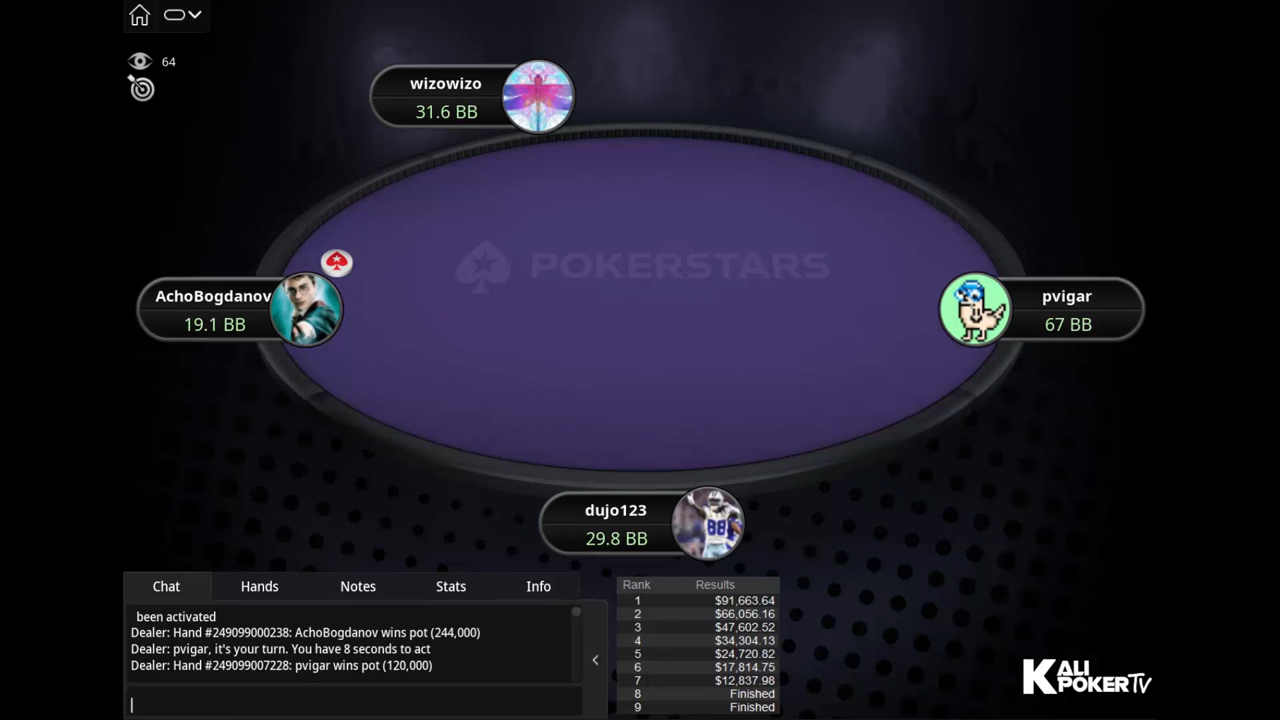 64
wizowizo
31.6 BB
POKERSTARS
AchoBogdanov
19.1 BB
pvigar
67 BB
dujo123
29.8 BB
88
Chat Hands Notes Stats Info
been activated
Dealer: Hand #249099000238: AchoBogdanov wins pot (244,000)
Dealer: pvigar, it's your turn. You have 8 seconds to act
Dealer: Hand #249099007228: pvigar wins pot (120,000)
Rank Results
1 $91,663.64
2 $66,056.16
3 $47,602.52
4 $34,304.13
5 $24,720.82
6 $17,814.75
7 $12,837.98
8 Finished
9 Finished
KALI
POKERTV